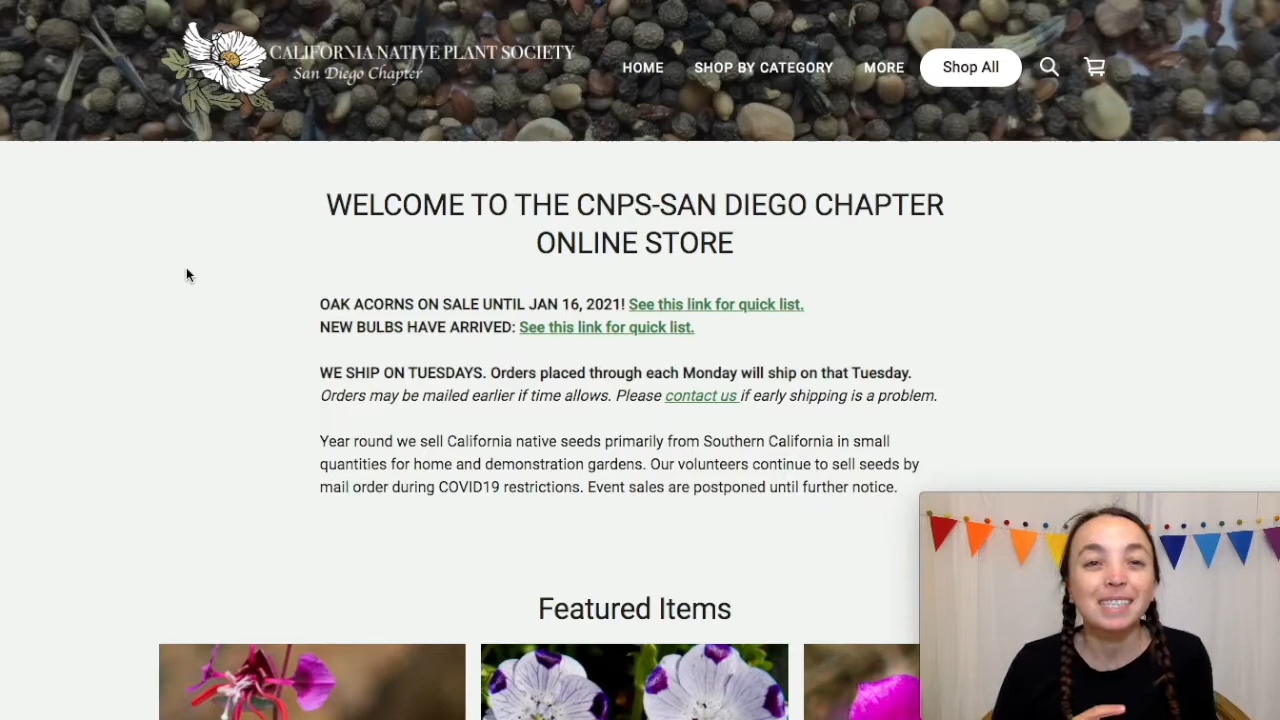 CALIFORNIA NATIVE PLANT SOCIETY
San Diego Chapter
HOME
SHOP BY CATEGORY
MORE
Shop All
WELCOME TO THE CNPS-SAN DIEGO CHAPTER
ONLINE STORE
OAK ACORNS ON SALE UNTIL JAN 16, 2021! See this link for quick list.
NEW BULBS HAVE ARRIVED: See this link for quick list.
WE SHIP ON TUESDAYS. Orders placed through each Monday will ship on that Tuesday.
Orders may be mailed earlier if time allows. Please contact us if early shipping is a problem.
Year round we sell California native seeds primarily from Southern California in small
quantities for home and demonstration gardens. Our volunteers continue to sell seeds by
mail order during COVID19 restrictions. Event sales are postponed until further notice.
Featured Items